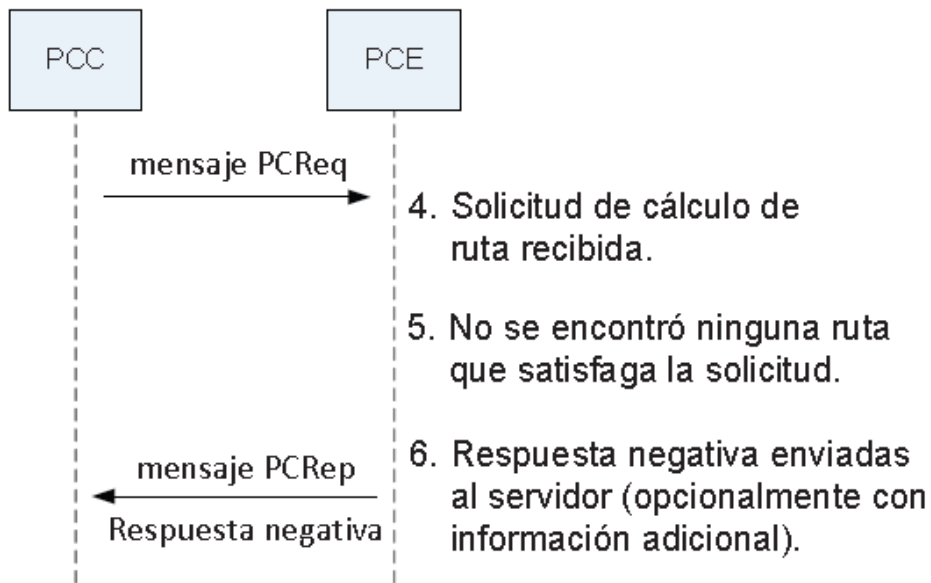 PCC
PCE
mensaje PCReq
4. Solicitud de cálculo de
ruta recibida.
5. No se encontró ninguna ruta
que satisfaga la solicitud.
mensaje PCRep
Respuesta negativa
6. Respuesta negativa enviadas
al servidor (opcionalmente con
información adicional).